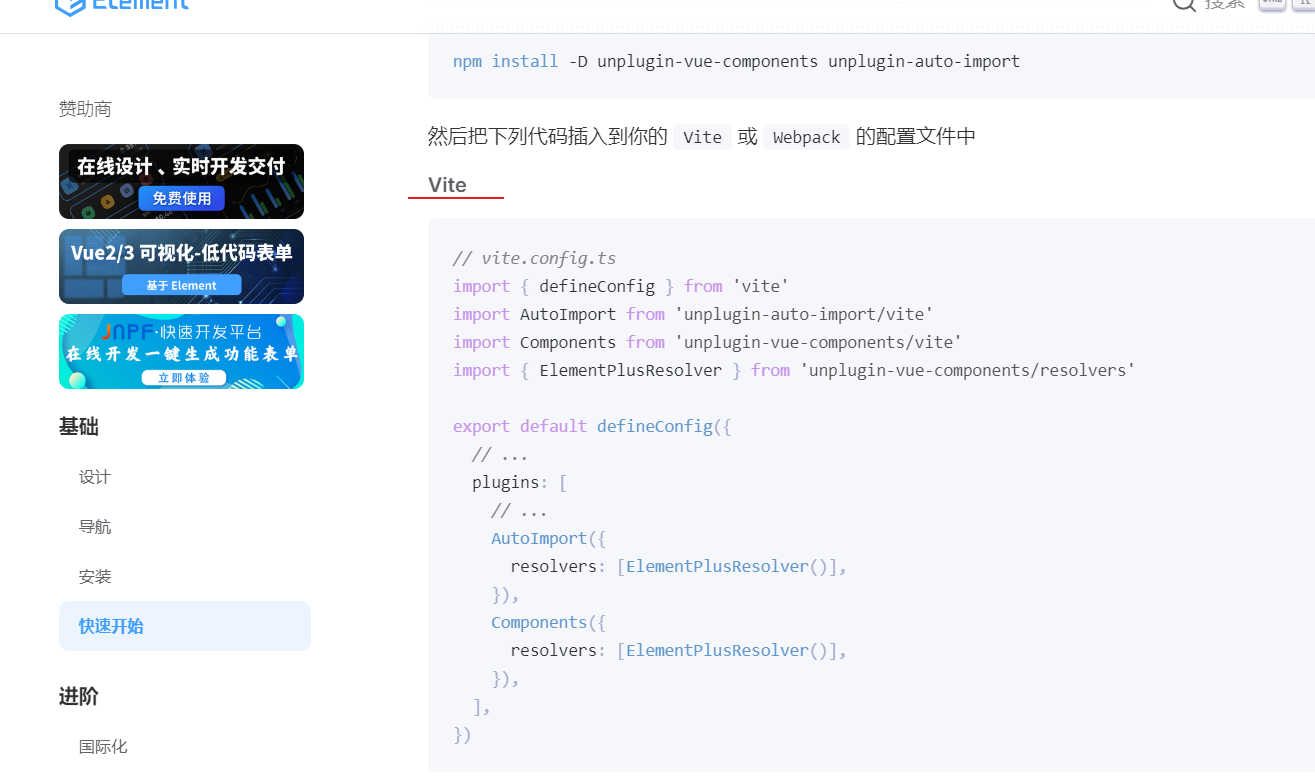 Element
搜索
npm install -D unplugin-vue-components unplugin-auto-import
赞助商
在线设计、实时开发交付
免费使用
Vue2/3 可视化-低代码表单
基于 Element
JNPF·快速开发平台
在线开发一键生成功能表单
立即体验
基础
设计
导航
安装
快速开始
进阶
国际化
然后把下列代码插入到你的 Vite 或 Webpack 的配置文件中
Vite
// vite.config.ts
import { defineConfig } from 'vite'
import AutoImport from 'unplugin-auto-import/vite'
import Components from 'unplugin-vue-components/vite'
import { ElementPlusResolver } from 'unplugin-vue-components/resolvers'
export default defineConfig({
  // ...
  plugins: [
    // ...
    AutoImport({
      resolvers: [ElementPlusResolver()],
    }),
    Components({
      resolvers: [ElementPlusResolver()],
    }),
  ],
})